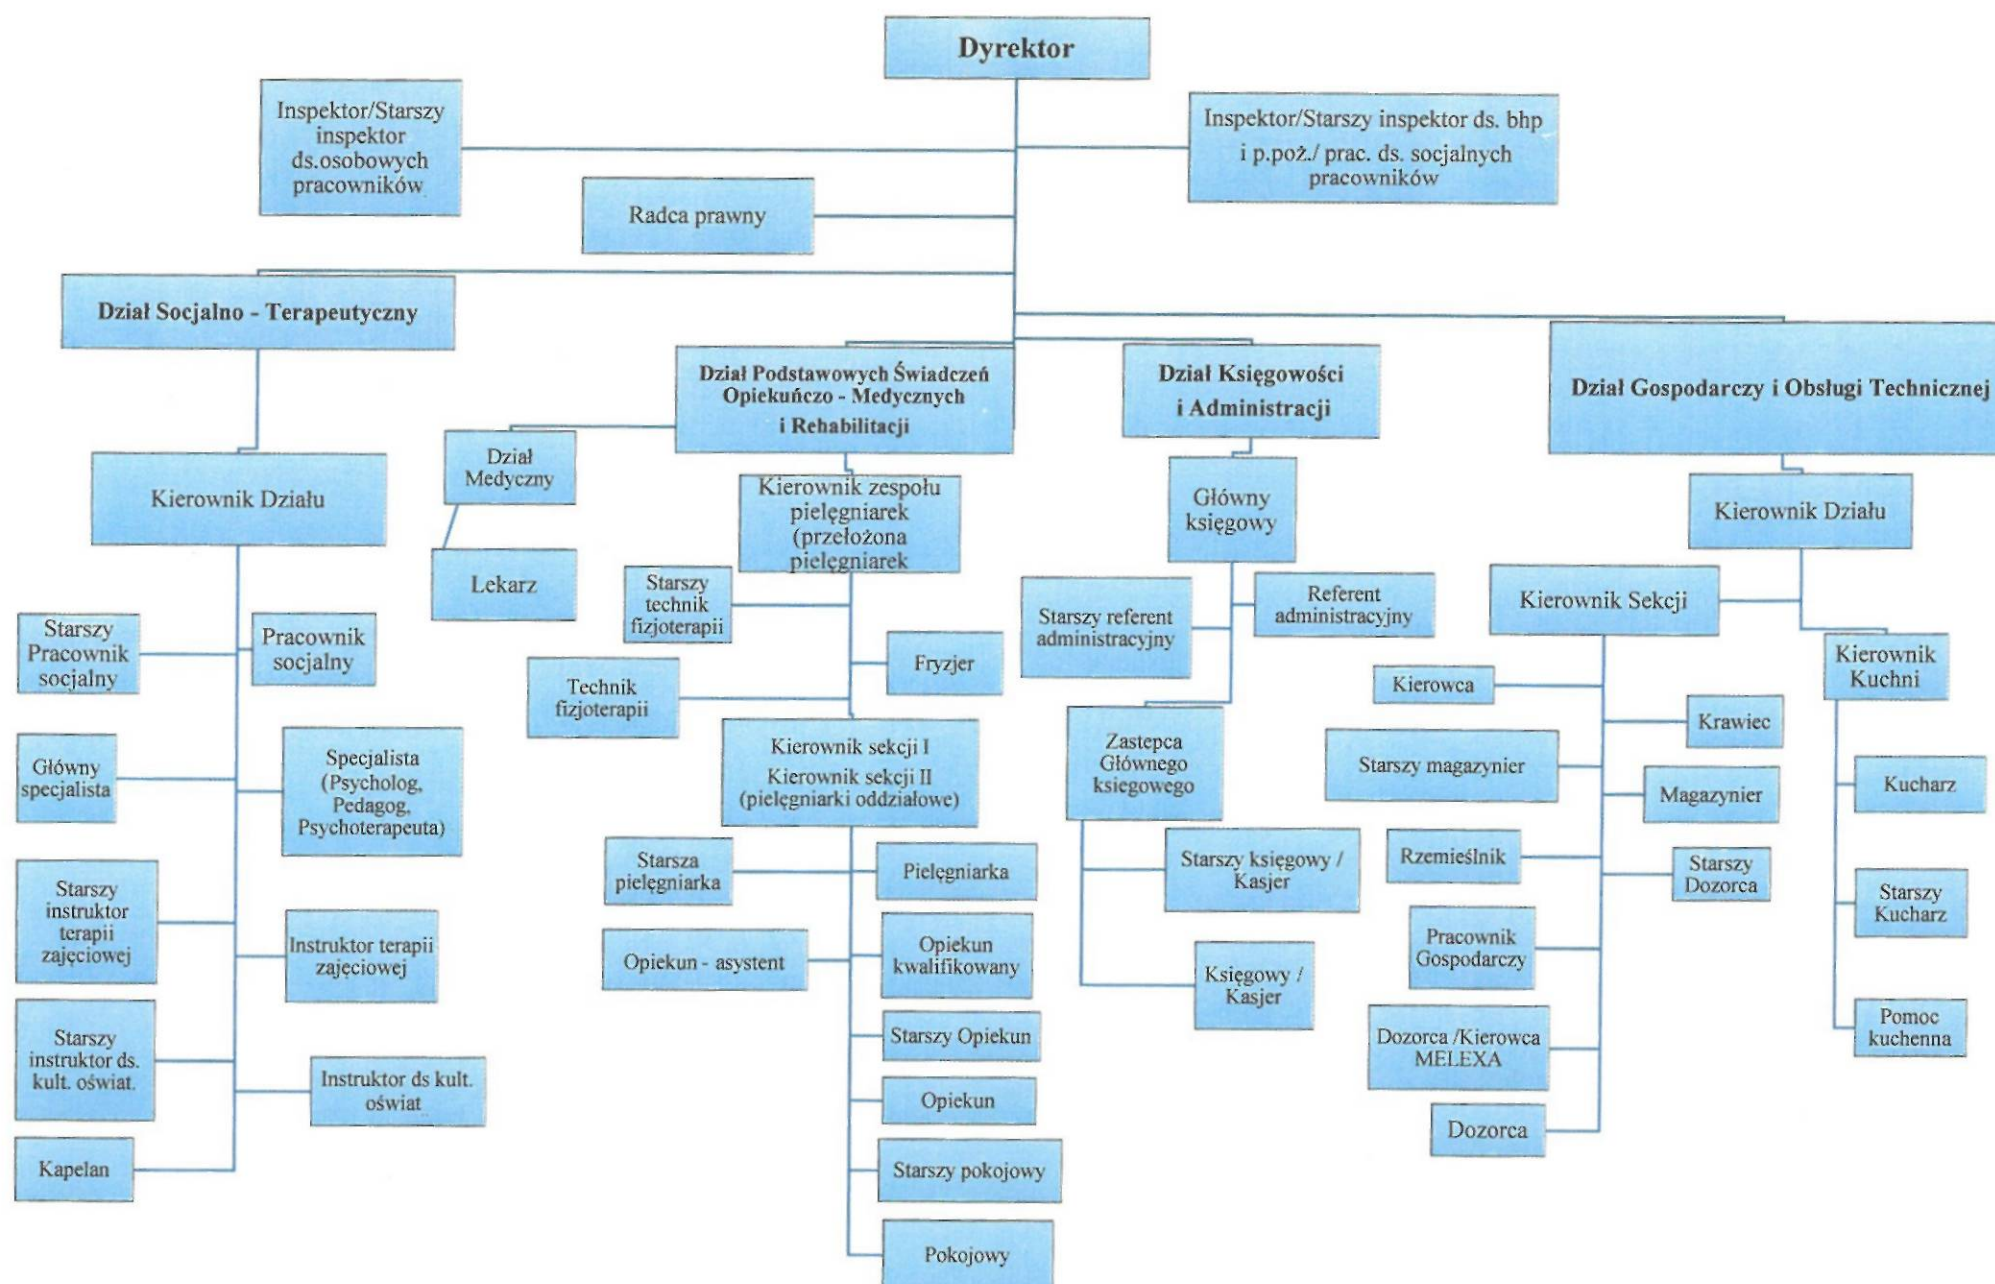 Dyrektor
Inspektor/Starszy
inspektor
ds.osobowych
pracowników
Inspektor/Starszy inspektor ds. bhp
i p.poż./ prac. ds. socjalnych
pracowników
Radca prawny
Dział Socjalno - Terapeutyczny
Dział Podstawowych Świadczeń
Opiekuńczo - Medycznych
i Rehabilitacji
Dział Księgowości
i Administracji
Dział Gospodarczy i Obsługi Technicznej
Kierownik Działu
Starszy
Pracownik
socjalny
Pracownik
socjalny
Główny
specjalista
Specjalista
(Psycholog,
Pedagog,
Psychoterapeuta)
Starszy
instruktor
terapii
zajęciowej
Instruktor terapii
zajęciowej
Starszy
instruktor ds.
kult. oświat.
Instruktor ds kult.
oświat
Kapelan
Dział
Medyczny
Lekarz
Kierownik zespołu
pielęgniarek
(przełożona
pielęgniarek
Starszy
technik
fizjoterapii
Fryzjer
Technik
fizjoterapii
Kierownik sekcji I
Kierownik sekcji II
(pielęgniarki oddziałowe)
Starsza
pielęgniarka
Pielęgniarka
Opiekun - asystent
Opiekun
kwalifikowany
Starszy Opiekun
Opiekun
Starszy pokojowy
Pokojowy
Główny
księgowy
Starszy referent
administracyjny
Referent
administracyjny
Zastepca
Głównego
ksiegowego
Starszy księgowy /
Kasjer
Księgowy /
Kasjer
Kierownik Działu
Kierownik Sekcji
Kierownik
Kuchni
Kierowca
Krawiec
Starszy magazynier
Magazynier
Rzemieślnik
Starszy
Dozorca
Pracownik
Gospodarczy
Dozorca /Kierowca
MELEXA
Dozorca
Kucharz
Starszy
Kucharz
Pomoc
kuchenna